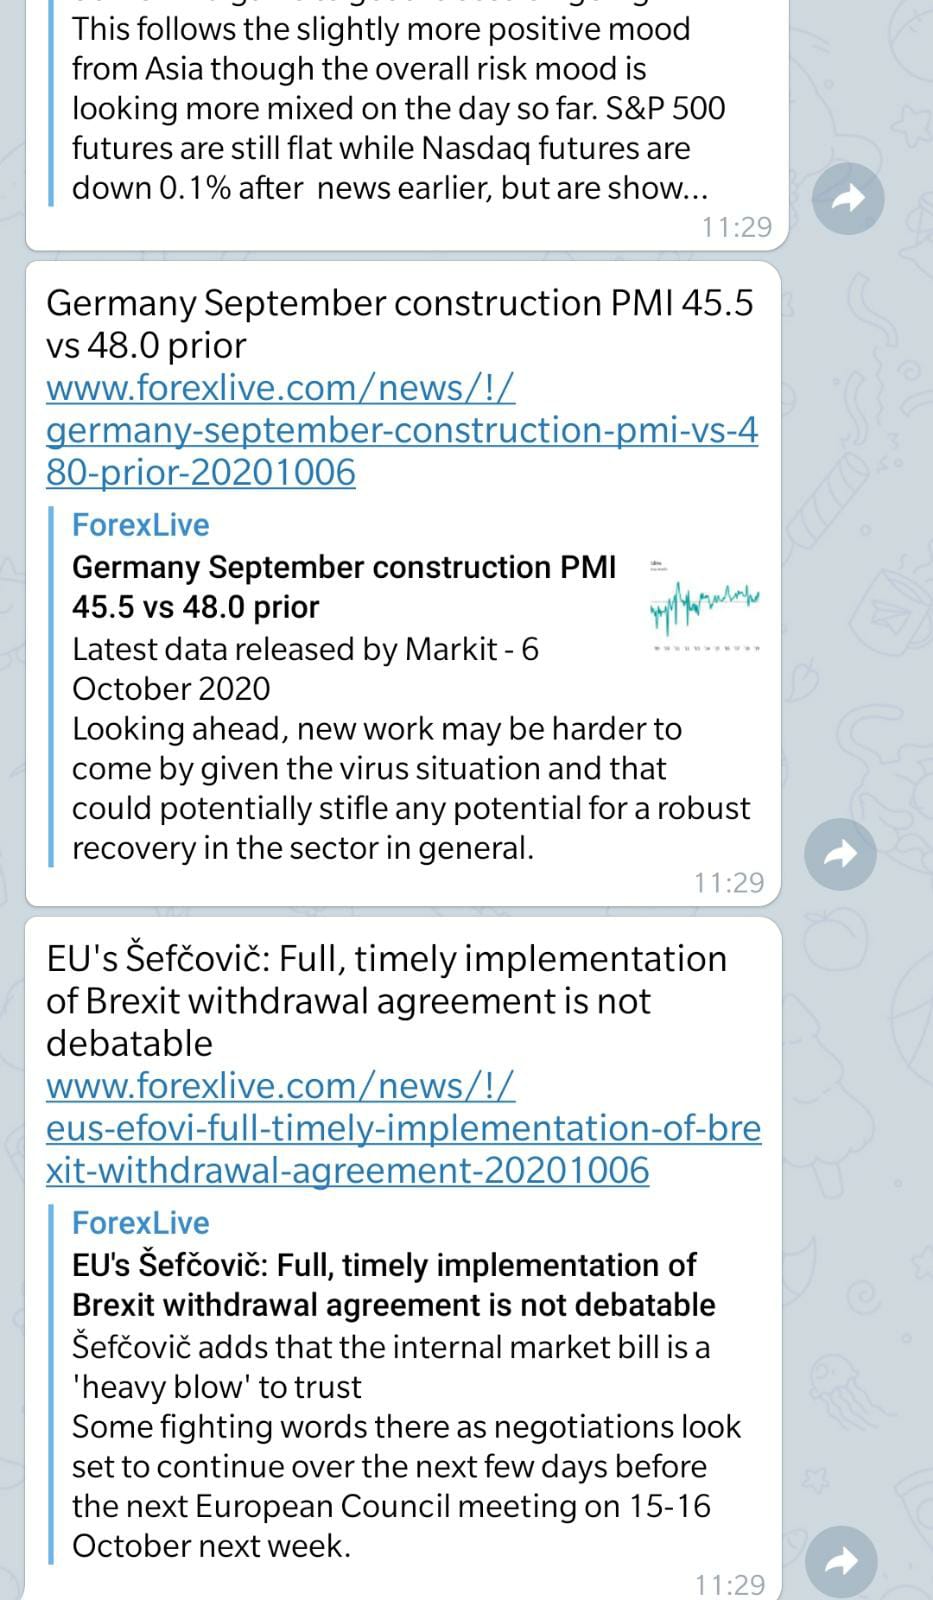 This follows the slightly more positive mood
from Asia though the overall risk mood is
looking more mixed on the day so far. S&P 500
futures are still flat while Nasdaq futures are
down 0.1% after  news earlier, but are show...
11:29
Germany September construction PMI 45.5
vs 48.0 prior
www.forexlive.com/news/!/
germany-september-construction-pmi-vs-4
80-prior-20201006
ForexLive
Germany September construction PMI
45.5 vs 48.0 prior
Latest data released by Markit - 6
October 2020
Looking ahead, new work may be harder to
come by given the virus situation and that
could potentially stifle any potential for a robust
recovery in the sector in general.
11:29
EU's Šefčovič: Full, timely implementation
of Brexit withdrawal agreement is not
debatable
www.forexlive.com/news/!/
eus-efovi-full-timely-implementation-of-bre
xit-withdrawal-agreement-20201006
ForexLive
EU's Šefčovič: Full, timely implementation of
Brexit withdrawal agreement is not debatable
Šefčovič adds that the internal market bill is a
'heavy blow' to trust
Some fighting words there as negotiations look
set to continue over the next few days before
the next European Council meeting on 15-16
October next week.
11:29